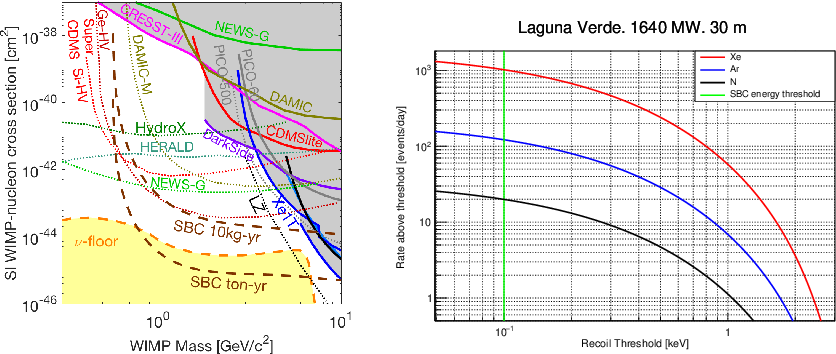 10^-38
10^-40
10^-42
10^-44
10^-46
SI WIMP-nucleon cross section [cm^2]
CRESST-III
Ge-HV
Super
CDMS Si-HV
DAMIC-M
NEWS-G
PICO-60
PICO-500
DAMIC
CDMSlite
HydroX
DarkSide
HERALD
NEWS-G
LZ
Xe1T
SBC 10kg-yr
ν-floor
SBC ton-yr
10^0
10^1
WIMP Mass [GeV/c^2]
Laguna Verde. 1640 MW. 30 m
Xe
Ar
N
SBC energy threshold
10^3
10^2
10
1
Rate above threshold [events/day]
10^-1
1
Recoil Threshold [keV]